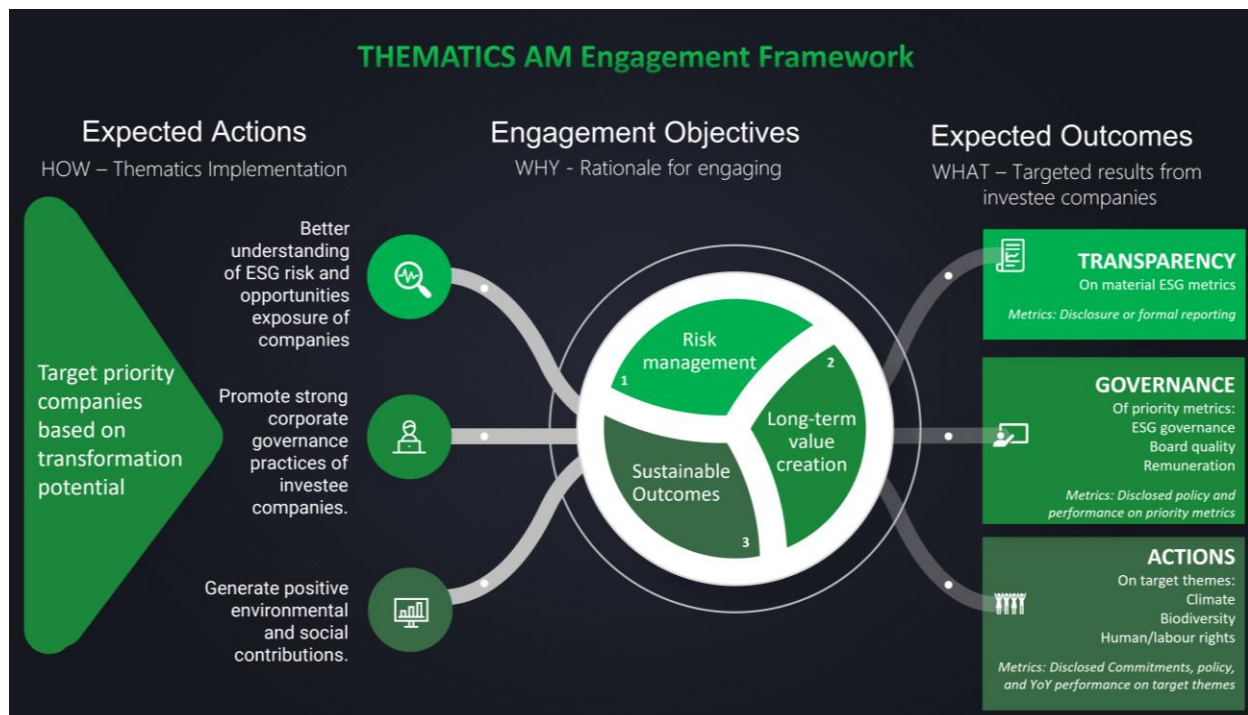 THEMATICS AM Engagement Framework
Expected Actions
HOW – Thematics Implementation
Target priority
companies
based on
transformation
potential
Better
understanding
of ESG risk and
opportunities
exposure of
companies
Promote strong
corporate
governance
practices of
investee
companies.
Generate positive
environmental
and social
contributions.
Engagement Objectives
WHY - Rationale for engaging
Risk
management
1
2
Long-term
value
creation
Sustainable
Outcomes
3
Expected Outcomes
WHAT – Targeted results from
investee companies
TRANSPARENCY
On material ESG metrics
Metrics: Disclosure or formal reporting
GOVERNANCE
Of priority metrics:
ESG governance
Board quality
Remuneration
Metrics: Disclosed policy and
performance on priority metrics
ACTIONS
On target themes:
Climate
Biodiversity
Human/labour rights
Metrics: Disclosed Commitments, policy,
and YoY performance on target themes